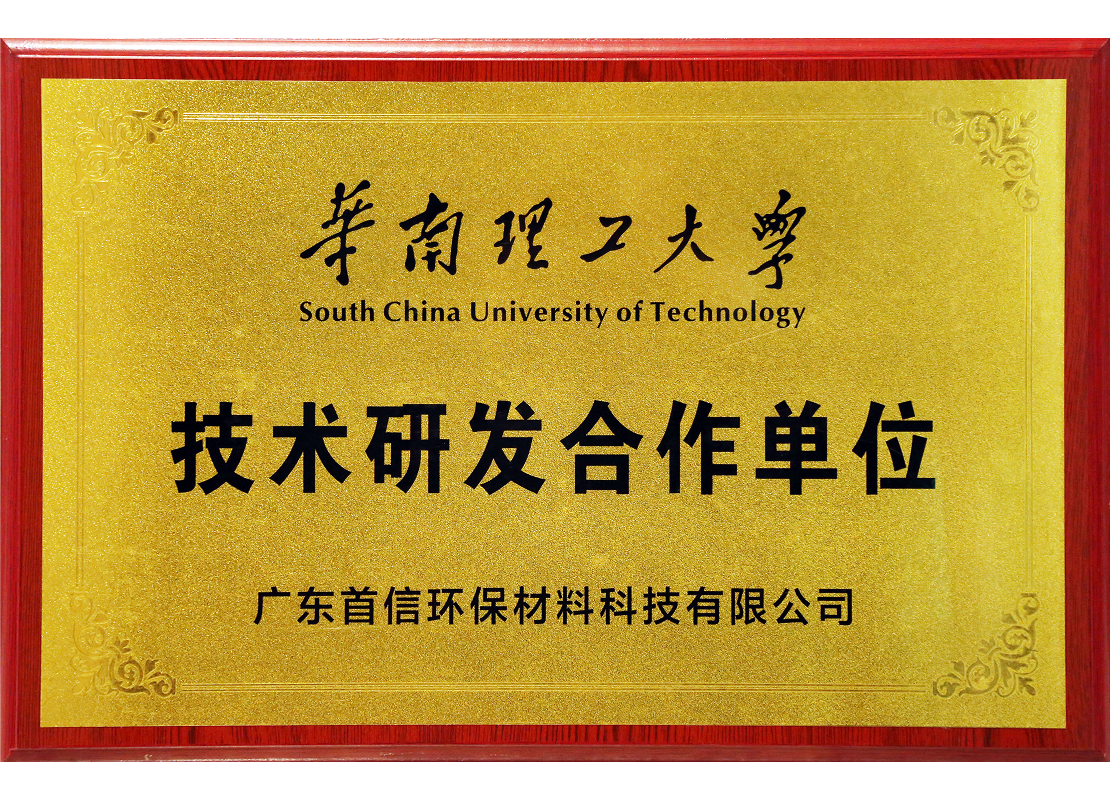 華南理工大學
South China University of Technology
技术研发合作单位
广东首信环保材料科技有限公司